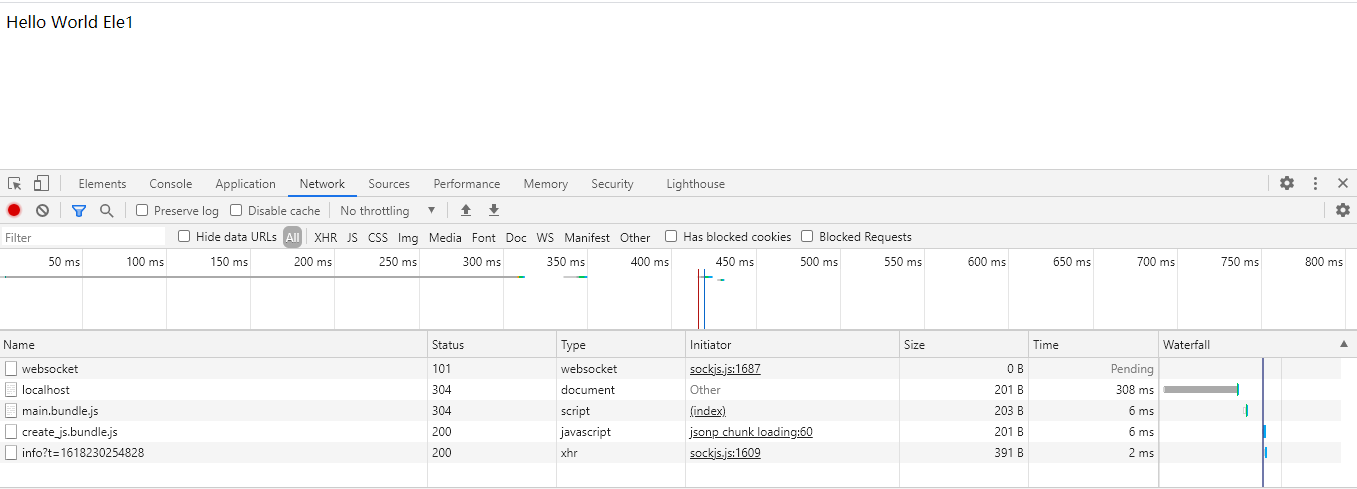 Hello World Ele1
Elements Console Application Network Sources Performance Memory Security Lighthouse
Preserve log Disable cache No throttling
Filter Hide data URLs All XHR JS CSS Img Media Font Doc WS Manifest Other Has blocked cookies Blocked Requests
50 ms 100 ms 150 ms 200 ms 250 ms 300 ms 350 ms 400 ms 450 ms 500 ms 550 ms 600 ms 650 ms 700 ms 750 ms 800 ms
Name Status Type Initiator Size Time Waterfall
websocket 101 websocket sockjs.js:1687 0 B Pending
localhost 304 document Other 201 B 308 ms
main.bundle.js 304 script (index) 203 B 6 ms
create_js.bundle.js 200 javascript jsonp chunk loading:60 201 B 6 ms
info?t=1618230254828 200 xhr sockjs.js:1609 391 B 2 ms